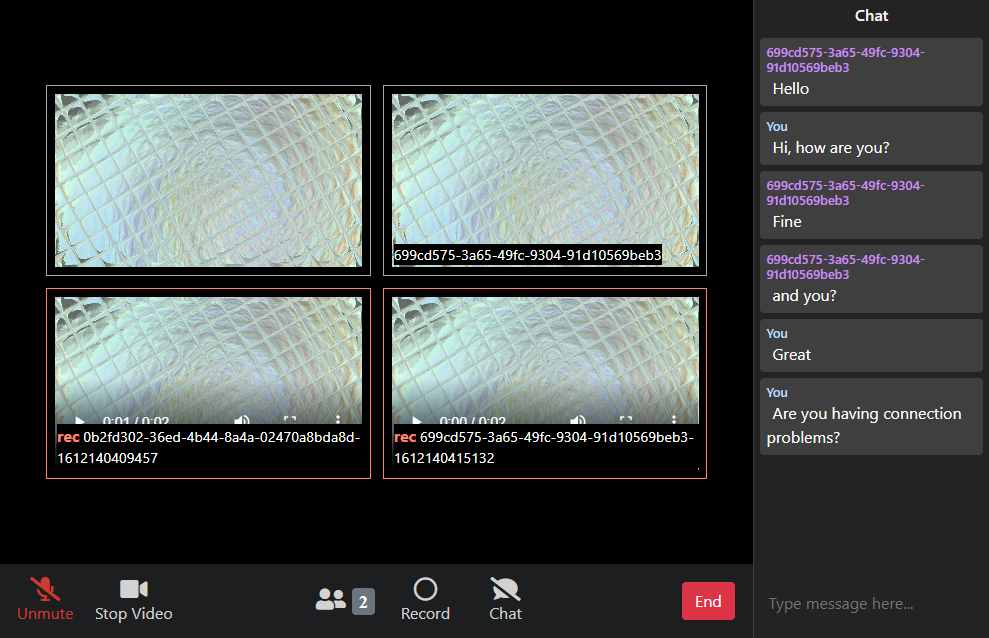 699cd575-3a65-49fc-9304-91d10569beb3
0:01 / 0:02
rec 0b2fd302-36ed-4b44-8a4a-02470a8bda8d-
1612140409457
0:00 / 0:02
rec 699cd575-3a65-49fc-9304-91d10569beb3-
1612140415132
Unmute
Stop Video
2
Record
Chat
End
Chat
699cd575-3a65-49fc-9304-
91d10569beb3
Hello
You
Hi, how are you?
699cd575-3a65-49fc-9304-
91d10569beb3
Fine
699cd575-3a65-49fc-9304-
91d10569beb3
and you?
You
Great
You
Are you having connection
problems?
Type message here...